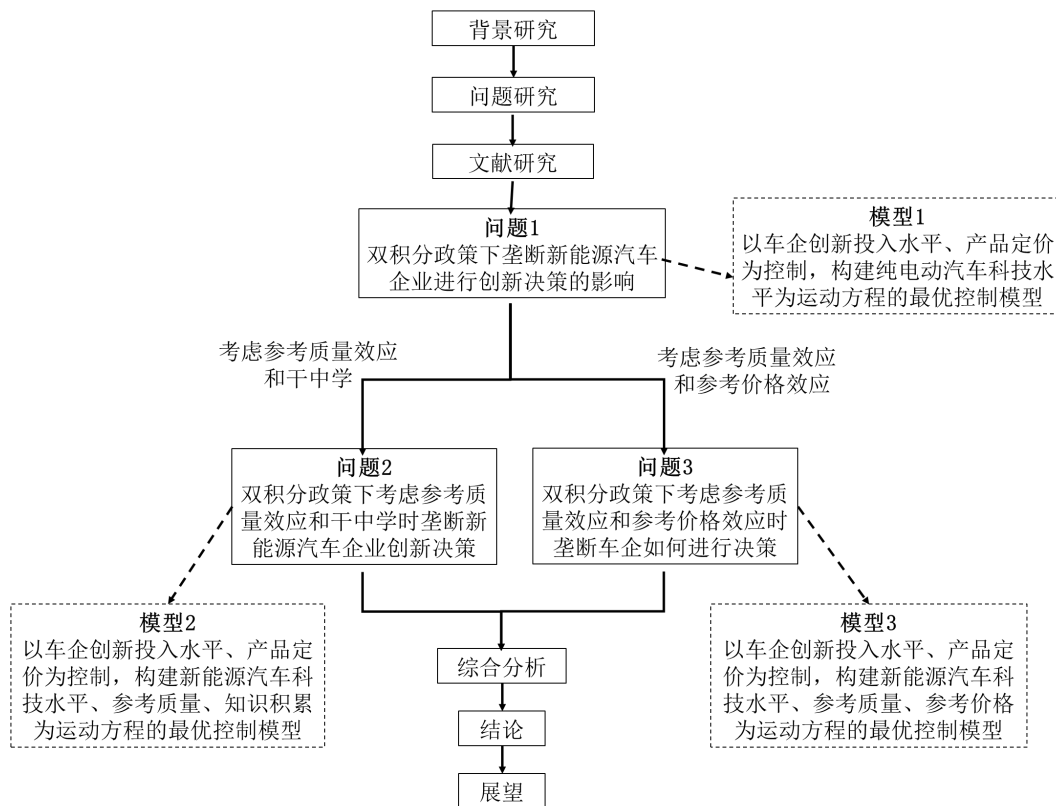 背景研究
问题研究
文献研究
问题1
双积分政策下垄断新能源汽车
企业进行创新决策的影响
模型1
以车企创新投入水平、产品定价
为控制，构建纯电动汽车科技水
平为运动方程的最优控制模型
考虑参考质量效应
和干中学
考虑参考质量效应
和参考价格效应
问题2
双积分政策下考虑参考质
量效应和干中学时垄断新
能源汽车企业创新决策
问题3
双积分政策下考虑参考质
量效应和参考价格效应时
垄断车企如何进行决策
模型2
以车企创新投入水平、产品定
价为控制，构建新能源汽车科
技水平、参考质量、知识积累
为运动方程的最优控制模型
模型3
以车企创新投入水平、产品定
价为控制，构建新能源汽车科
技水平、参考质量、参考价格
为运动方程的最优控制模型
综合分析
结论
展望